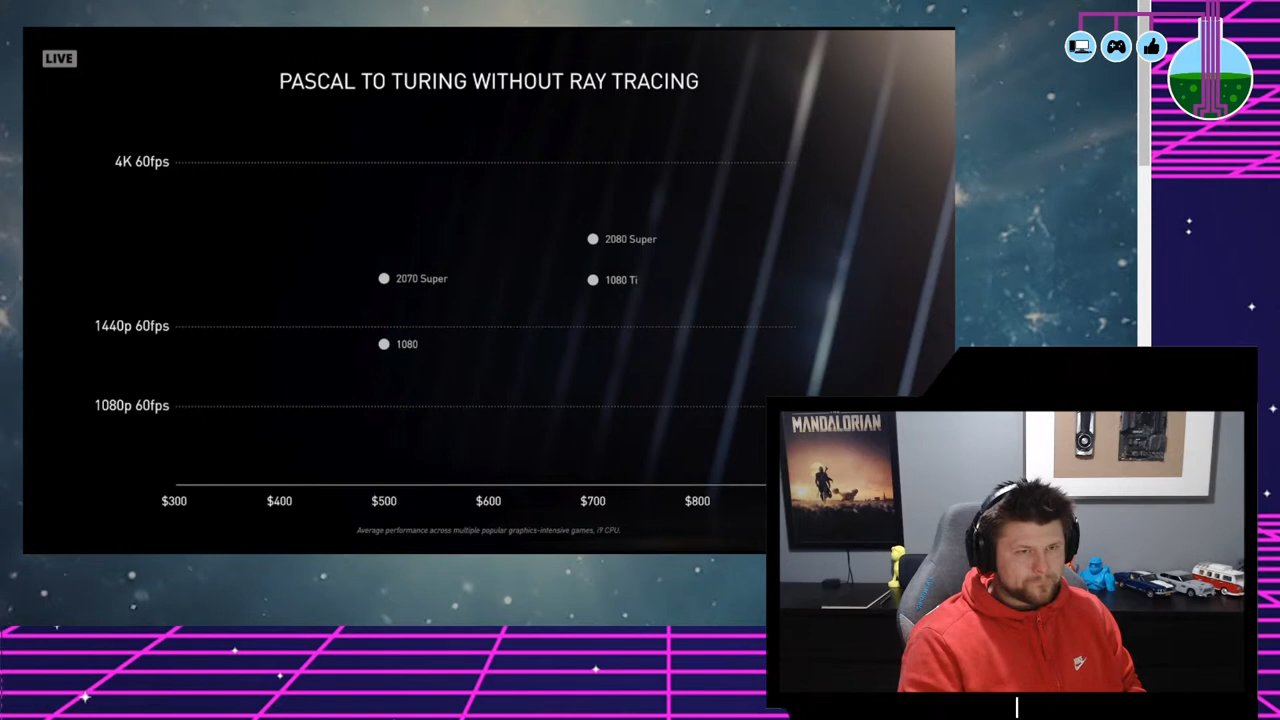 LIVE
PASCAL TO TURING WITHOUT RAY TRACING
4K 60fps
2080 Super
2070 Super
1080 Ti
1440p 60fps
1080
1080p 60fps
$300 $400 $500 $600 $700 $800
Average performance across multiple popular graphics-intensive games, i9 CPU.
MANDALORIAN